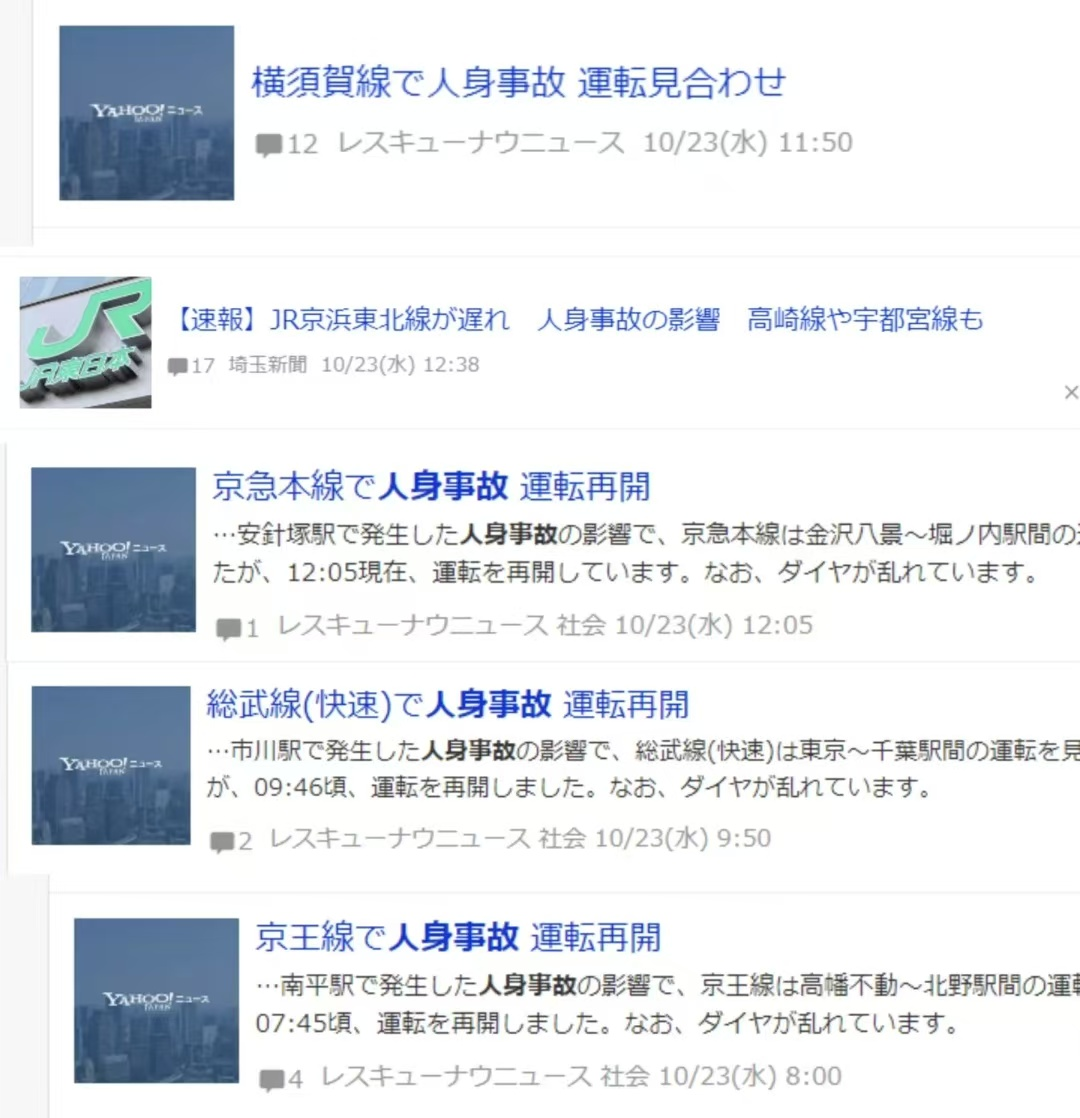 YAHOO!ニュース
JAPAN
横須賀線で人身事故 運転見合わせ
12 レスキューナウニュース 10/23(水) 11:50
JR
JR東日本
【速報】JR京浜東北線が遅れ　人身事故の影響　高崎線や宇都宮線も
17 埼玉新聞 10/23(水) 12:38
×
YAHOO!ニュース
JAPAN
京急本線で人身事故 運転再開
…安針塚駅で発生した人身事故の影響で、京急本線は金沢八景～堀ノ内駅間の
たが、12:05現在、運転を再開しています。なお、ダイヤが乱れています。
1 レスキューナウニュース 社会 10/23(水) 12:05
YAHOO!ニュース
JAPAN
総武線(快速)で人身事故 運転再開
…市川駅で発生した人身事故の影響で、総武線(快速)は東京～千葉駅間の運転を見
が、09:46頃、運転を再開しました。なお、ダイヤが乱れています。
2 レスキューナウニュース 社会 10/23(水) 9:50
YAHOO!ニュース
JAPAN
京王線で人身事故 運転再開
…南平駅で発生した人身事故の影響で、京王線は高幡不動～北野駅間の運転
07:45頃、運転を再開しました。なお、ダイヤが乱れています。
4 レスキューナウニュース 社会 10/23(水) 8:00